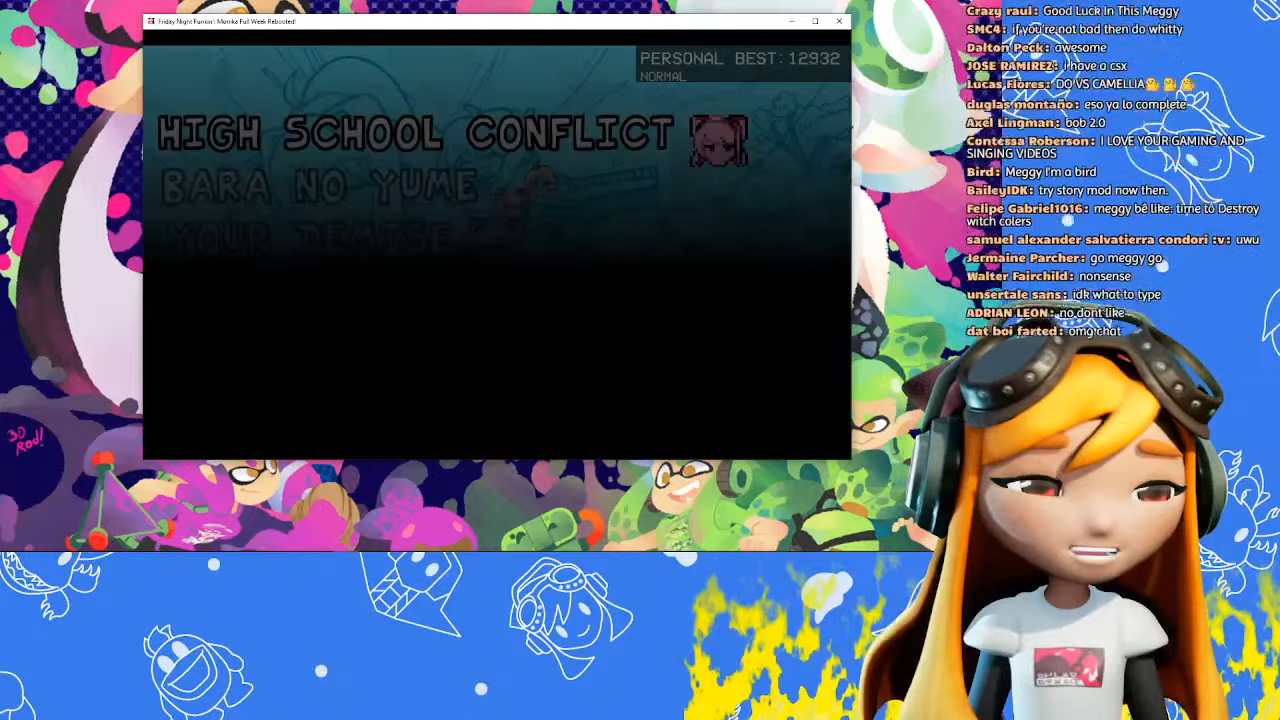 Friday Night Funkin': Monika Full Week Rebooted!
PERSONAL BEST: 12932
NORMAL
HIGH SCHOOL CONFLICT
BARA NO YUME
YOUR DEMISE
3D
Rod!
Crazy raul: Good Luck In This Meggy
SMC4: if you're not bad then do whitty
Dalton Peck: awesome
JOSE RAMIREZ: i have a csx
Lucas Flores: DO VS CAMELLIA🤔🤔🤔
duglas montaño: eso ya lo complete
Axel Lingman: bob 2.0
Contessa Roberson: I LOVE YOUR GAMING AND
SINGING VIDEOS
Bird: Meggy I'm a bird
BaileyIDK: try story mod now then.
Felipe Gabriel1016: meggy be like: time to Destroy
witch colers
samuel alexander salvatierra condori :v: uwu
Jermaine Parcher: go meggy go
Walter Fairchild: nonsense
unsertale sans: idk what to type
ADRIAN LEON: no dont like
dat boi farted: omg chat